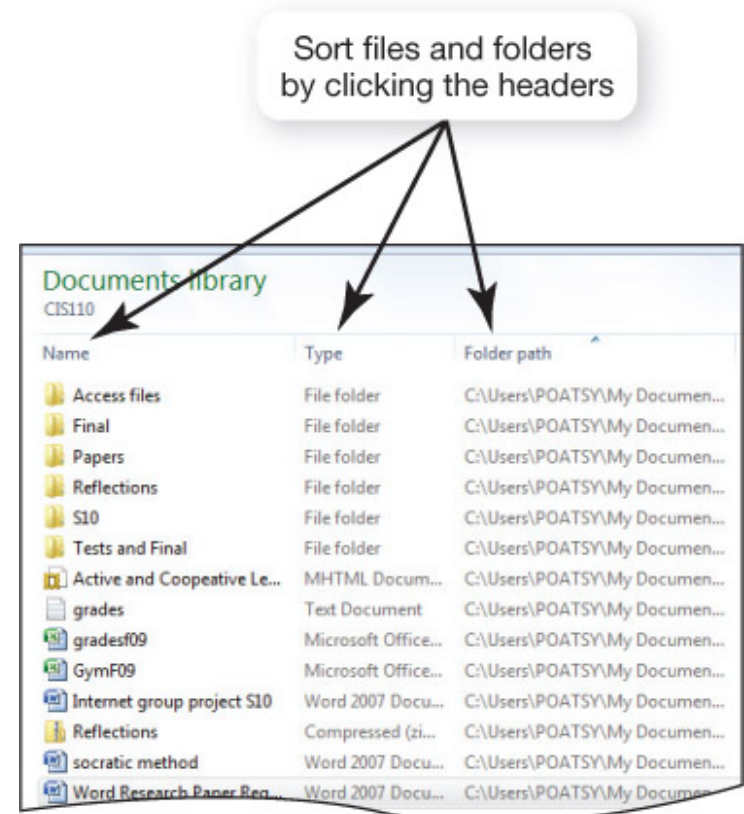 Sort files and folders
by clicking the headers
Documents library
CIS110
Name Type Folder path
Access files File folder C:\Users\POATSY\My Documen...
Final File folder C:\Users\POATSY\My Documen...
Papers File folder C:\Users\POATSY\My Documen...
Reflections File folder C:\Users\POATSY\My Documen...
S10 File folder C:\Users\POATSY\My Documen...
Tests and Final File folder C:\Users\POATSY\My Documen...
Active and Coopeative Le... MHTML Docum... C:\Users\POATSY\My Documen...
grades Text Document C:\Users\POATSY\My Documen...
gradesf09 Microsoft Office... C:\Users\POATSY\My Documen...
GymF09 Microsoft Office... C:\Users\POATSY\My Documen...
Internet group project S10 Word 2007 Docu... C:\Users\POATSY\My Documen...
Reflections Compressed (zi... C:\Users\POATSY\My Documen...
socratic method Word 2007 Docu... C:\Users\POATSY\My Documen...
Word Research Paper Req... Word 2007 Docu... C:\Users\POATSY\My Documen...